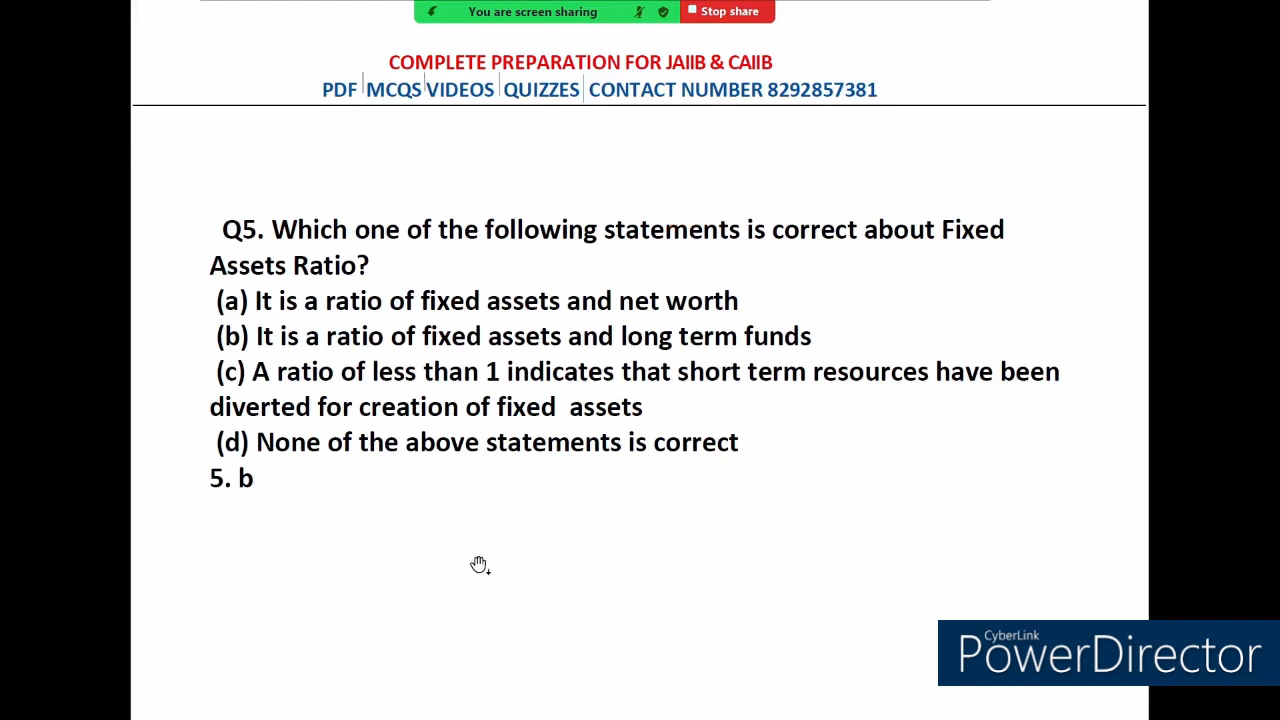 You are screen sharing
Stop share
COMPLETE PREPARATION FOR JAIIB & CAIIB
PDF MCQS VIDEOS QUIZZES CONTACT NUMBER 8292857381
Q5. Which one of the following statements is correct about Fixed
Assets Ratio?
(a) It is a ratio of fixed assets and net worth
(b) It is a ratio of fixed assets and long term funds
(c) A ratio of less than 1 indicates that short term resources have been
diverted for creation of fixed assets
(d) None of the above statements is correct
5. b
CyberLink
PowerDirector